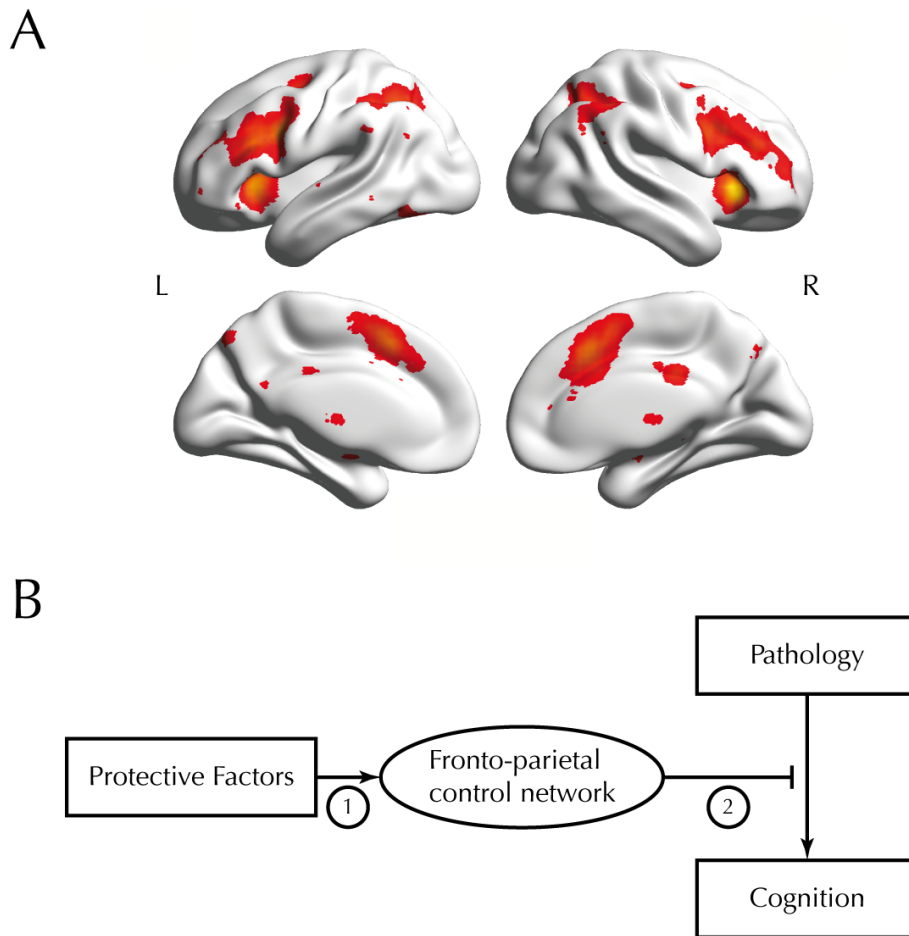 A
L
R
B
Pathology
Protective Factors
Fronto-parietal
control network
1
2
Cognition